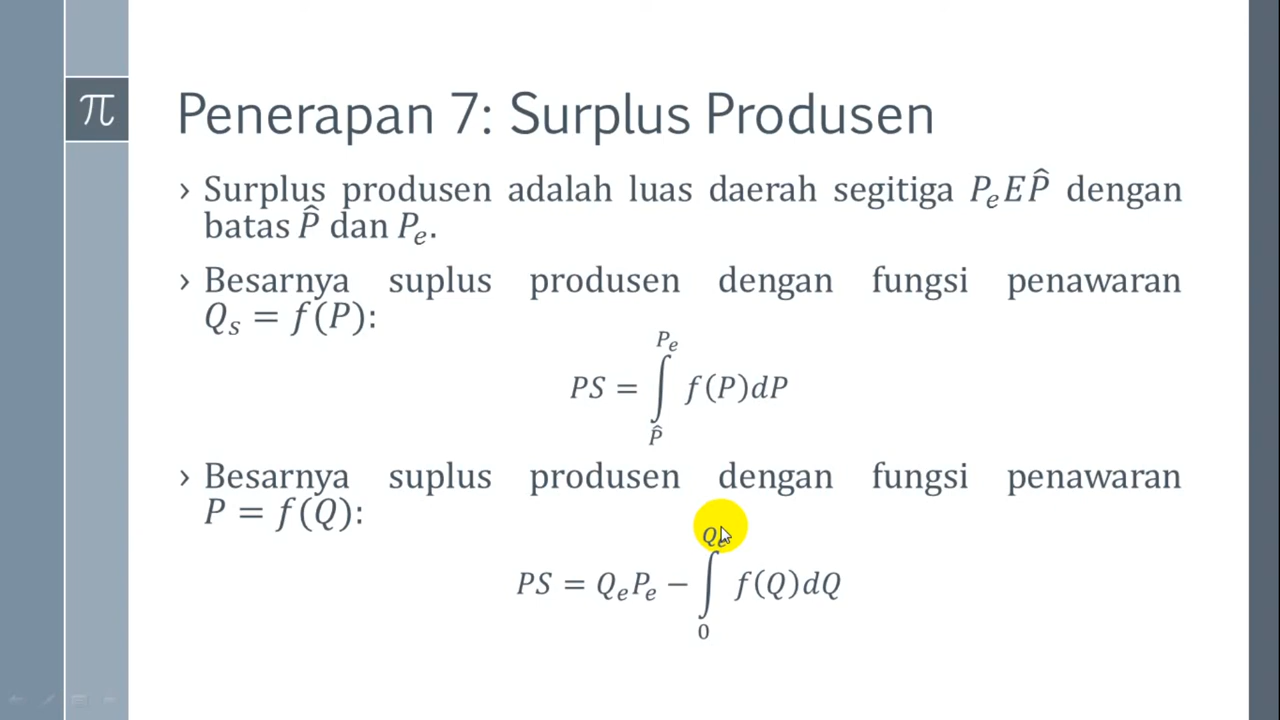 π
Penerapan 7: Surplus Produsen
› Surplus produsen adalah luas daerah segitiga PₑEP̂ dengan
batas P̂ dan Pₑ.
› Besarnya suplus produsen dengan fungsi penawaran
Qₛ = f(P):
PS = ∫_{P̂}^{Pₑ} f(P)dP
› Besarnya suplus produsen dengan fungsi penawaran
P = f(Q):
PS = QₑPₑ − ∫_{0}^{Qₑ} f(Q)dQ